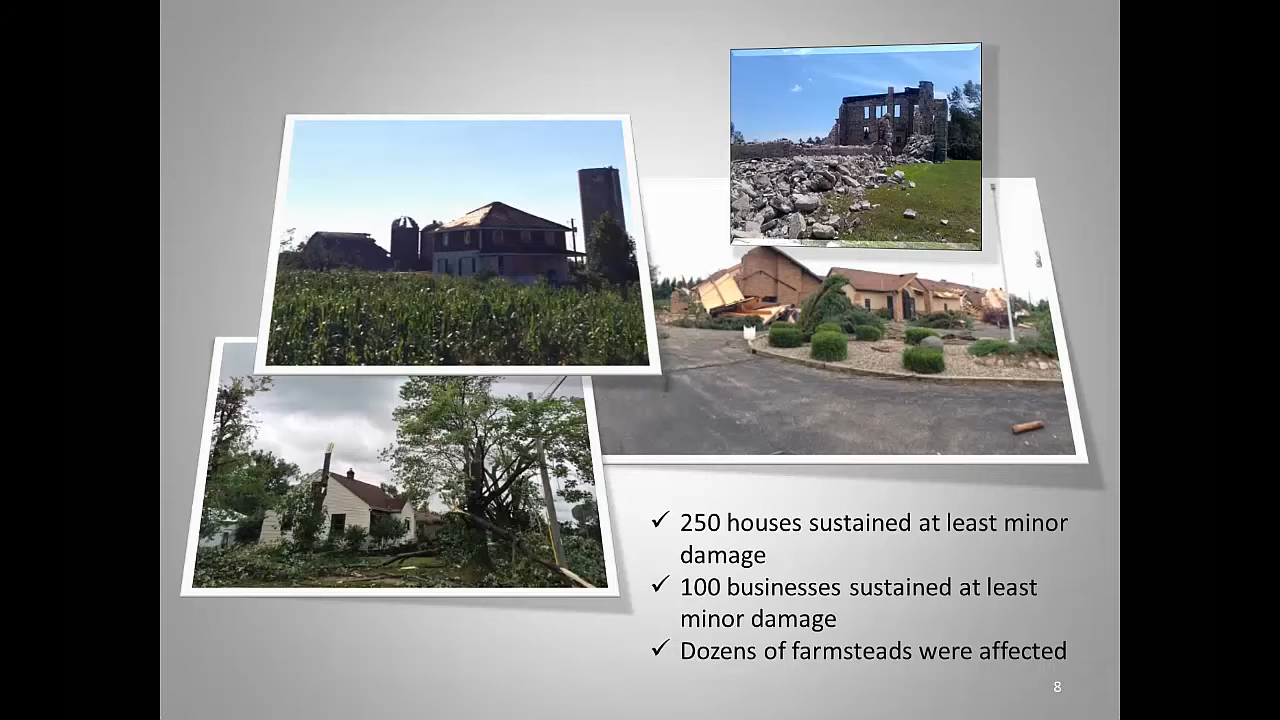 ✓ 250 houses sustained at least minor
damage
✓ 100 businesses sustained at least
minor damage
✓ Dozens of farmsteads were affected
8